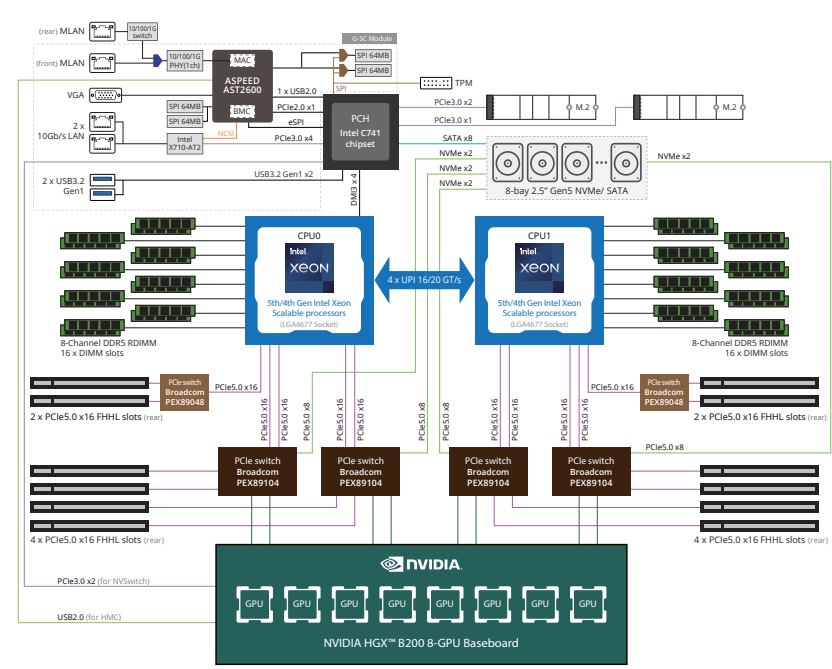 (rear) MLAN
10/100/1G
switch
G-SC Module
(front) MLAN
10/100/1G
PHY(1ch)
MAC
ASPEED
AST2600
BMC
SPI 64MB
SPI 64MB
SPI
TPM
VGA
SPI 64MB
SPI 64MB
2 x
10Gb/s LAN
Intel
X710-AT2
NCSI
1 x USB2.0
PCIe2.0 x1
eSPI
PCIe3.0 x4
PCH
Intel C741
chipset
PCIe3.0 x2
M.2
PCIe3.0 x1
M.2
SATA x8
NVMe x2
NVMe x2
NVMe x2
NVMe x2
8-bay 2.5" Gen5 NVMe/ SATA
2 x USB3.2
Gen1
USB3.2 Gen1 x2
DMI3 x 4
CPU0
intel
XEON
5th/4th Gen Intel Xeon
Scalable processors
(LGA4677 Socket)
4 x UPI 16/20 GT/s
CPU1
intel
XEON
5th/4th Gen Intel Xeon
Scalable processors
(LGA4677 Socket)
8-Channel DDR5 RDIMM
16 x DIMM slots
8-Channel DDR5 RDIMM
16 x DIMM slots
PCIe switch
Broadcom
PEX89048
PCIe5.0 x16
2 x PCIe5.0 x16 FHHL slots (rear)
PCIe5.0 x16
PCIe switch
Broadcom
PEX89048
2 x PCIe5.0 x16 FHHL slots (rear)
PCIe5.0 x16
PCIe5.0 x16
PCIe5.0 x8
PCIe5.0 x16
PCIe5.0 x16
PCIe5.0 x8
PCIe5.0 x8
PCIe5.0 x16
PCIe5.0 x16
PCIe5.0 x16
PCIe5.0 x16
PCIe5.0 x8
PCIe switch
Broadcom
PEX89104
PCIe switch
Broadcom
PEX89104
PCIe switch
Broadcom
PEX89104
PCIe switch
Broadcom
PEX89104
4 x PCIe5.0 x16 FHHL slots (rear)
4 x PCIe5.0 x16 FHHL slots (rear)
PCIe3.0 x2 (for NVSwitch)
USB2.0 (for HMC)
NVIDIA
GPU GPU GPU GPU GPU GPU GPU GPU
NVIDIA HGX™ B200 8-GPU Baseboard